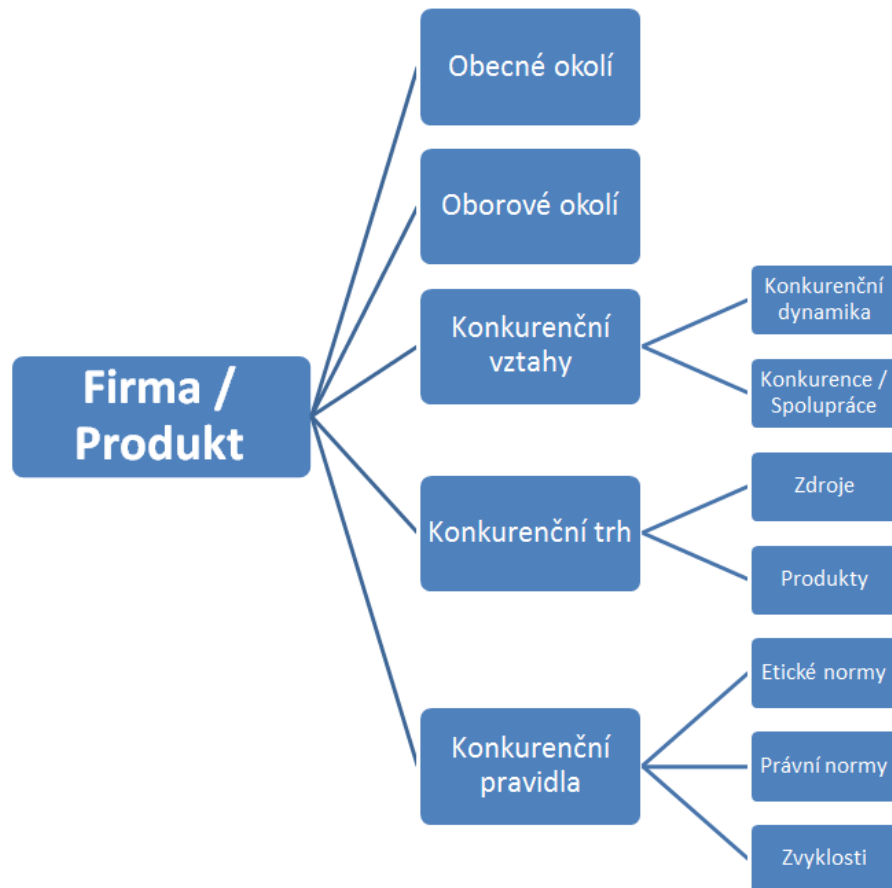 Firma /
Produkt
Obecné okolí
Oborové okolí
Konkurenční
vztahy
Konkurenční
dynamika
Konkurence /
Spolupráce
Konkurenční trh
Zdroje
Produkty
Konkurenční
pravidla
Etické normy
Právní normy
Zvyklosti